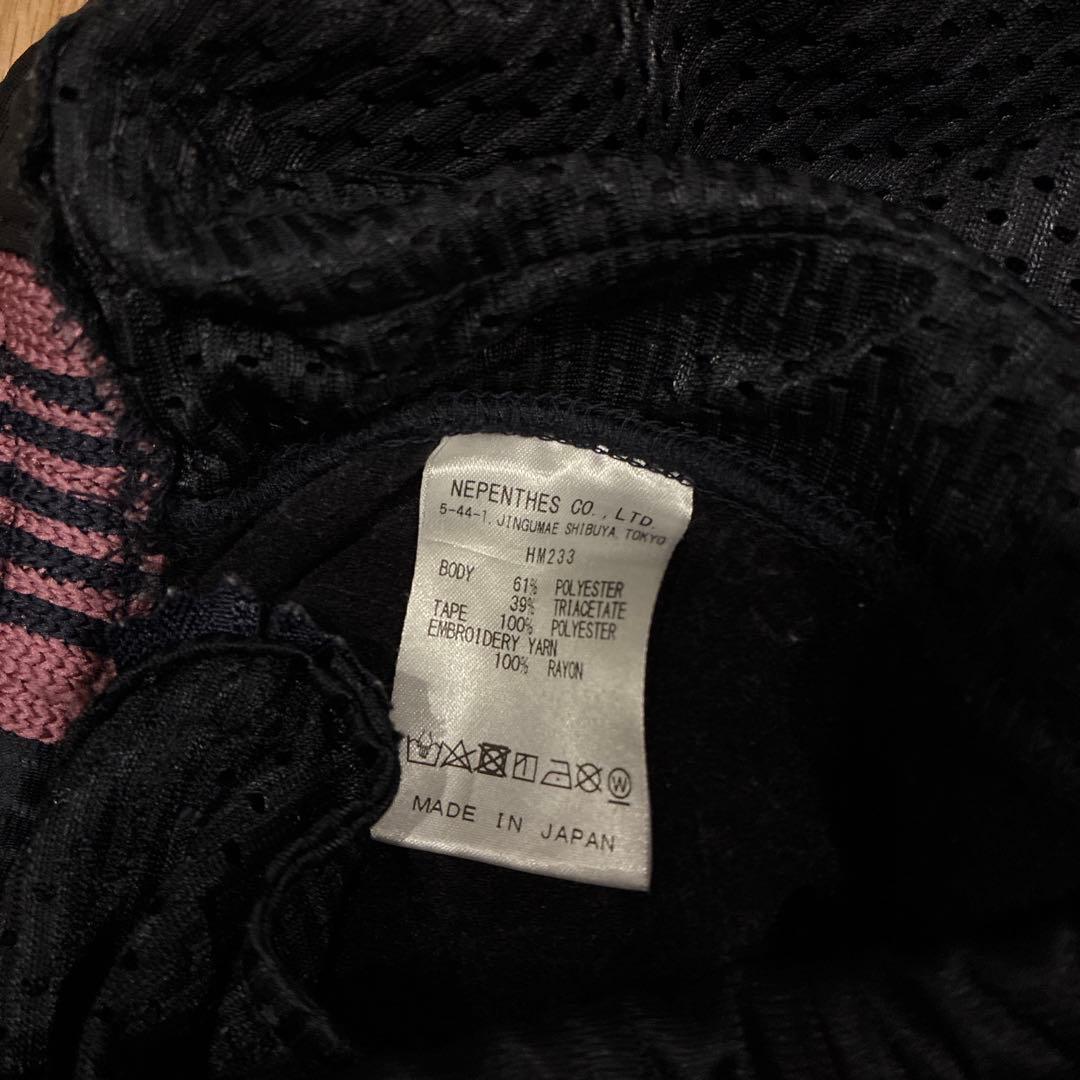 NEPENTHES CO., LTD.
5-44-1, JINGUMAE SHIBUYA, TOKYO
HM233
BODY 61% POLYESTER
39% TRIACETATE
TAPE 100% POLYESTER
EMBROIDERY YARN
100% RAYON
W
MADE IN JAPAN